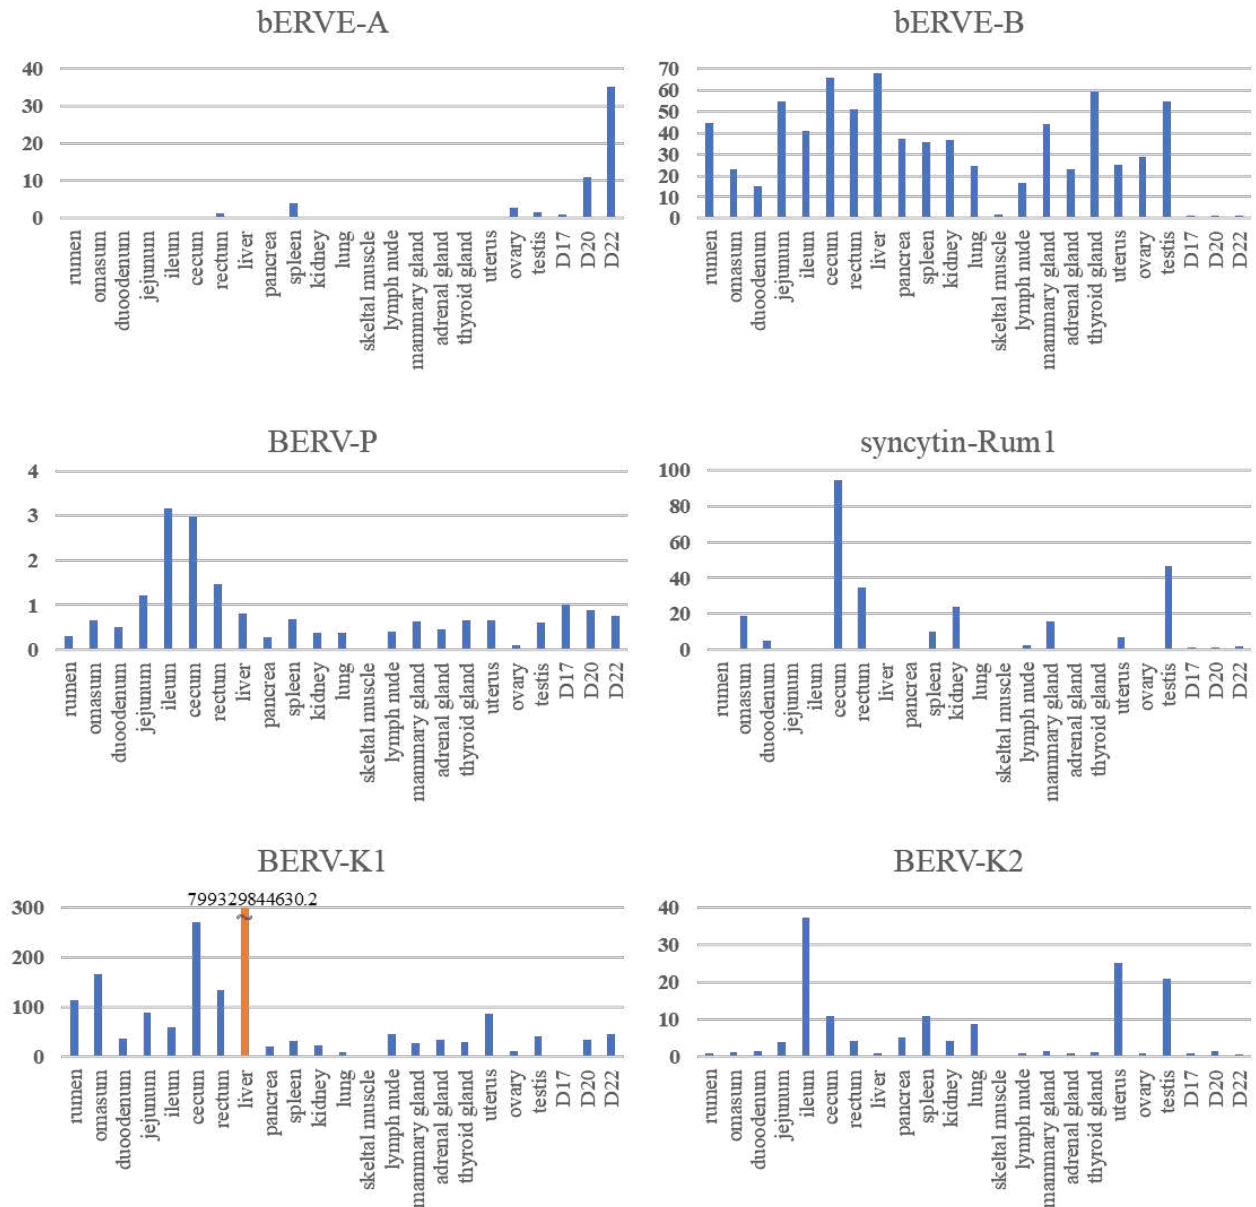 bERVE-A
40
30
20
10
0
rumen
omasum
duoodenum
jejunum
ileum
cecum
rectum
liver
pancrea
spleen
kidney
lung
skeltal muscle
lymph nude
mammary gland
adrenal gland
thyroid gland
uterus
ovary
testis
D17
D20
D22
bERVE-B
70
60
50
40
30
20
10
0
rumen
omasum
duoodenum
jejunum
ileum
cecum
rectum
liver
pancrea
spleen
kidney
lung
skeltal muscle
lymph nude
mammary gland
adrenal gland
thyroid gland
uterus
ovary
testis
D17
D20
D22
BERV-P
4
3
2
1
0
rumen
omasum
duoodenum
jejunum
ileum
cecum
rectum
liver
pancrea
spleen
kidney
lung
skeltal muscle
lymph nude
mammary gland
adrenal gland
thyroid gland
uterus
ovary
testis
D17
D20
D22
syncytin-Rum1
100
80
60
40
20
0
rumen
omasum
duoodenum
jejunum
ileum
cecum
rectum
liver
pancrea
spleen
kidney
lung
skeltal muscle
lymph nude
mammary gland
adrenal gland
thyroid gland
uterus
ovary
testis
D17
D20
D22
BERV-K1
799329844630.2
300
200
100
0
rumen
omasum
duoodenum
jejunum
ileum
cecum
rectum
liver
pancrea
spleen
kidney
lung
skeltal muscle
lymph nude
mammary gland
adrenal gland
thyroid gland
uterus
ovary
testis
D17
D20
D22
BERV-K2
40
30
20
10
0
rumen
omasum
duoodenum
jejunum
ileum
cecum
rectum
liver
pancrea
spleen
kidney
lung
skeltal muscle
lymph nude
mammary gland
adrenal gland
thyroid gland
uterus
ovary
testis
D17
D20
D22